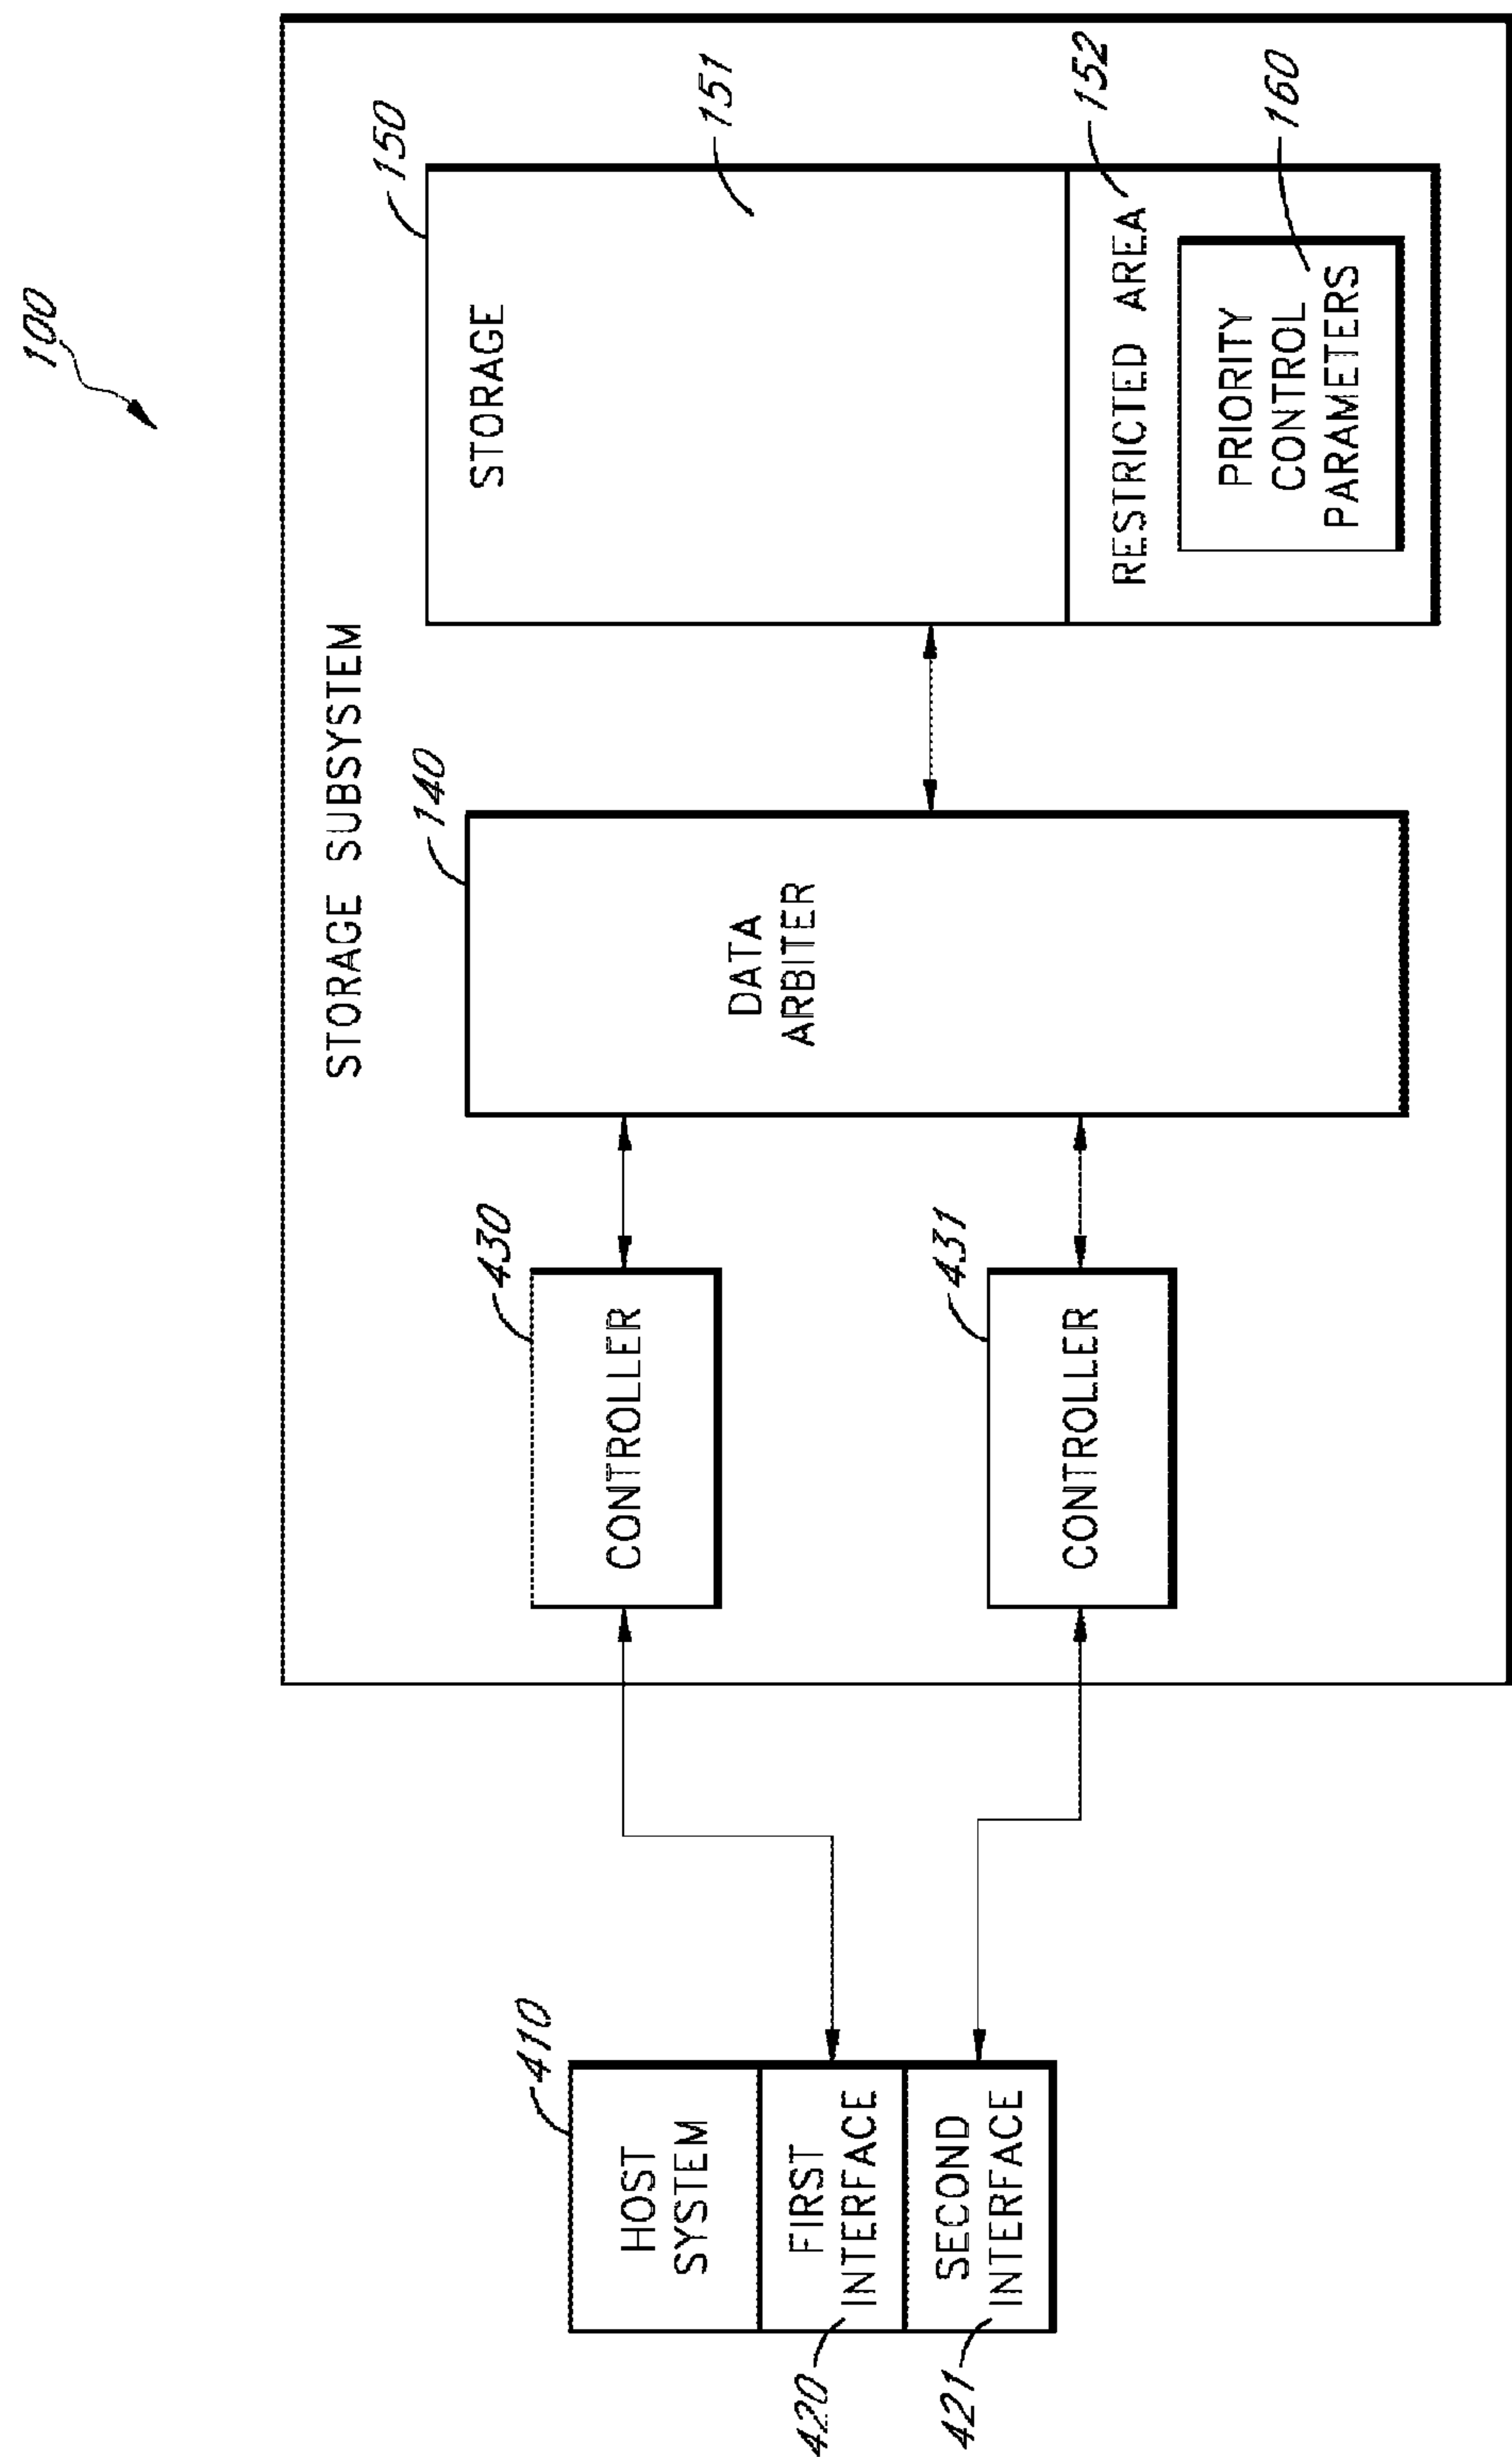 100
STORAGE SUBSYSTEM
410
HOST
SYSTEM
FIRST
INTERFACE
420
SECOND
INTERFACE
421
430
CONTROLLER
431
CONTROLLER
140
DATA
ARBITER
150
STORAGE
151
RESTRICTED AREA
152
PRIORITY
CONTROL
PARAMETERS
160